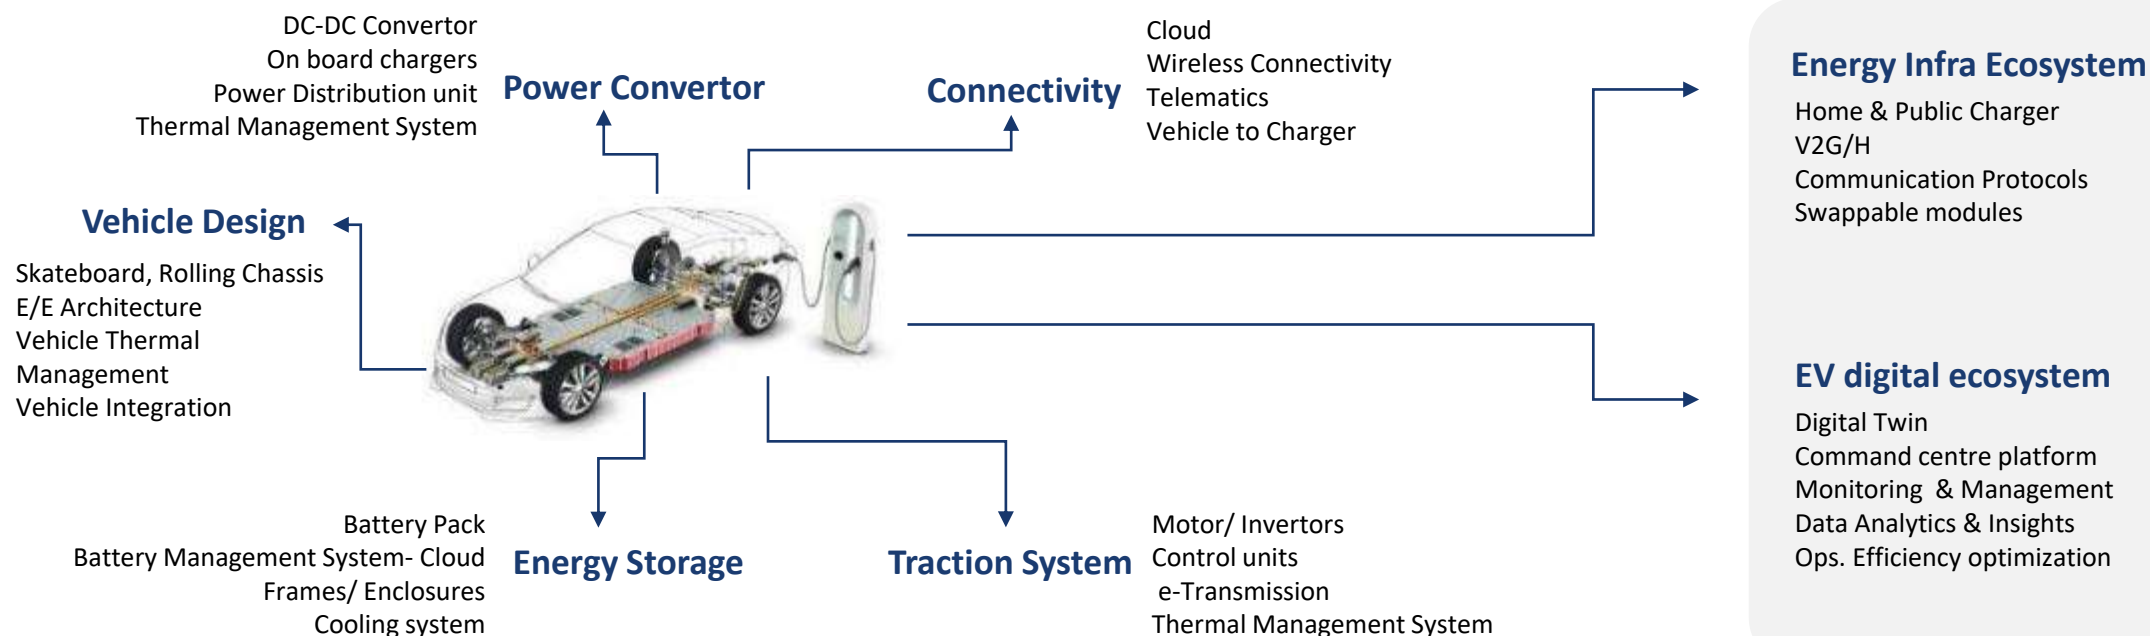 DC-DC Convertor
On board chargers
Power Distribution unit
Thermal Management System
Power Convertor
Connectivity
Cloud
Wireless Connectivity
Telematics
Vehicle to Charger
Energy Infra Ecosystem
Home & Public Charger
V2G/H
Communication Protocols
Swappable modules
Vehicle Design
Skateboard, Rolling Chassis
E/E Architecture
Vehicle Thermal
Management
Vehicle Integration
EV digital ecosystem
Digital Twin
Command centre platform
Monitoring  & Management
Data Analytics & Insights
Ops. Efficiency optimization
Battery Pack
Battery Management System- Cloud
Frames/ Enclosures
Cooling system
Energy Storage
Traction System
Motor/ Invertors
Control units
e-Transmission
Thermal Management System